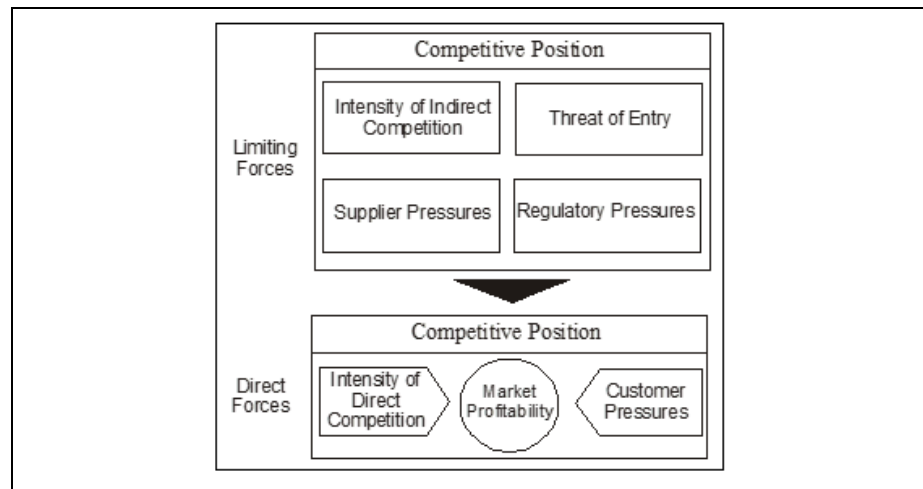 Competitive Position
Limiting
Forces
Intensity of Indirect
Competition
Threat of Entry
Supplier Pressures
Regulatory Pressures
Competitive Position
Direct
Forces
Intensity of
Direct
Competition
Market
Profitability
Customer
Pressures